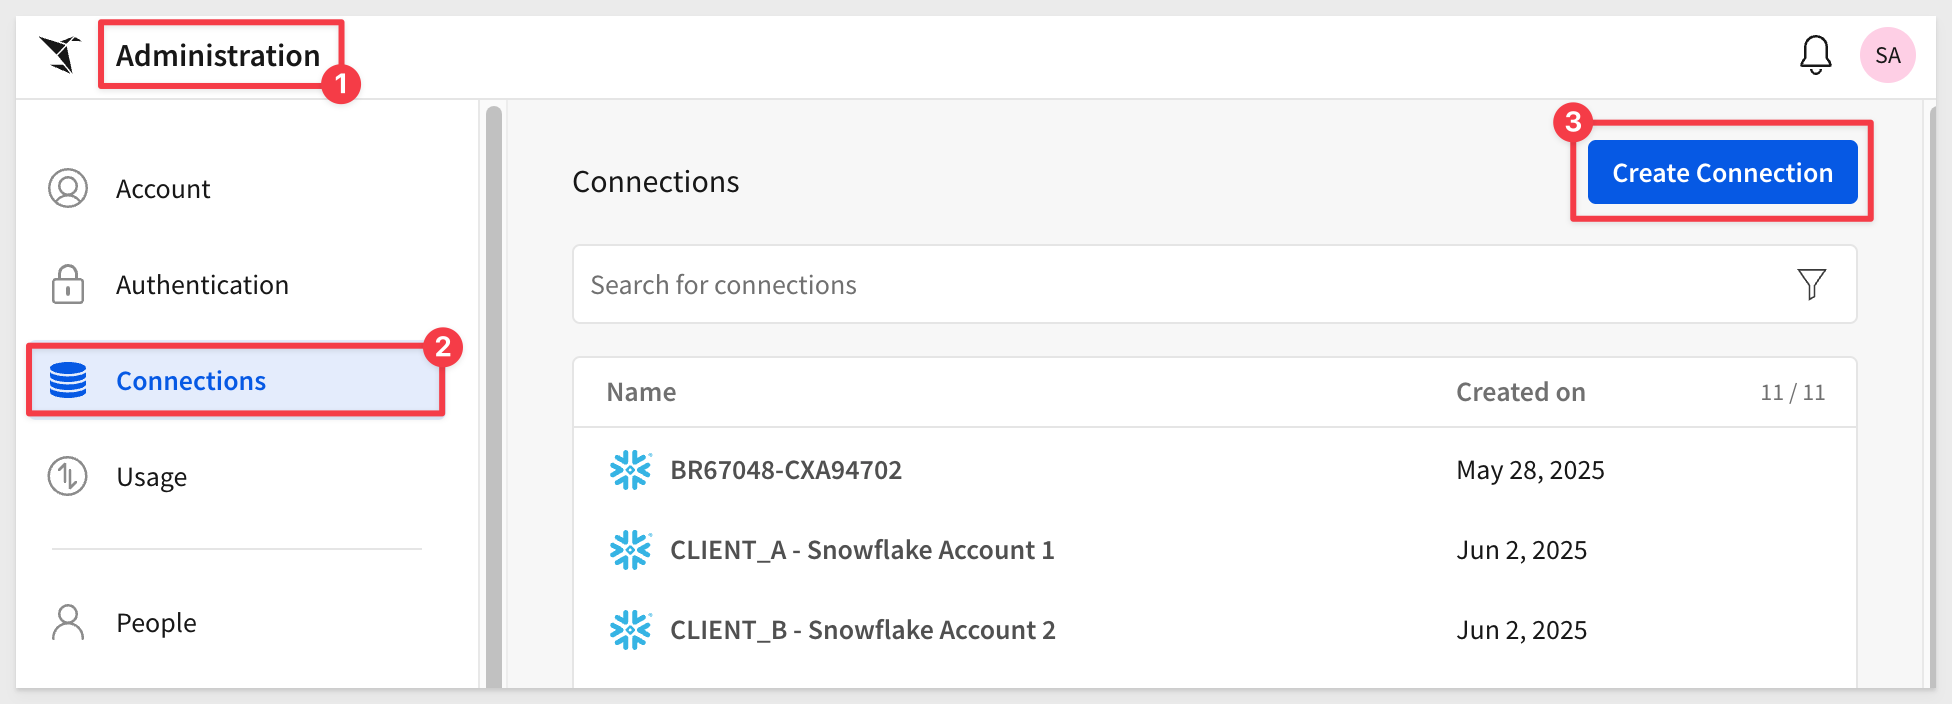 Administration
1
SA
Account
Authentication
2
Connections
Usage
People
3
Connections
Create Connection
Search for connections
Name Created on 11 / 11
BR67048-CXA94702 May 28, 2025
CLIENT_A - Snowflake Account 1 Jun 2, 2025
CLIENT_B - Snowflake Account 2 Jun 2, 2025